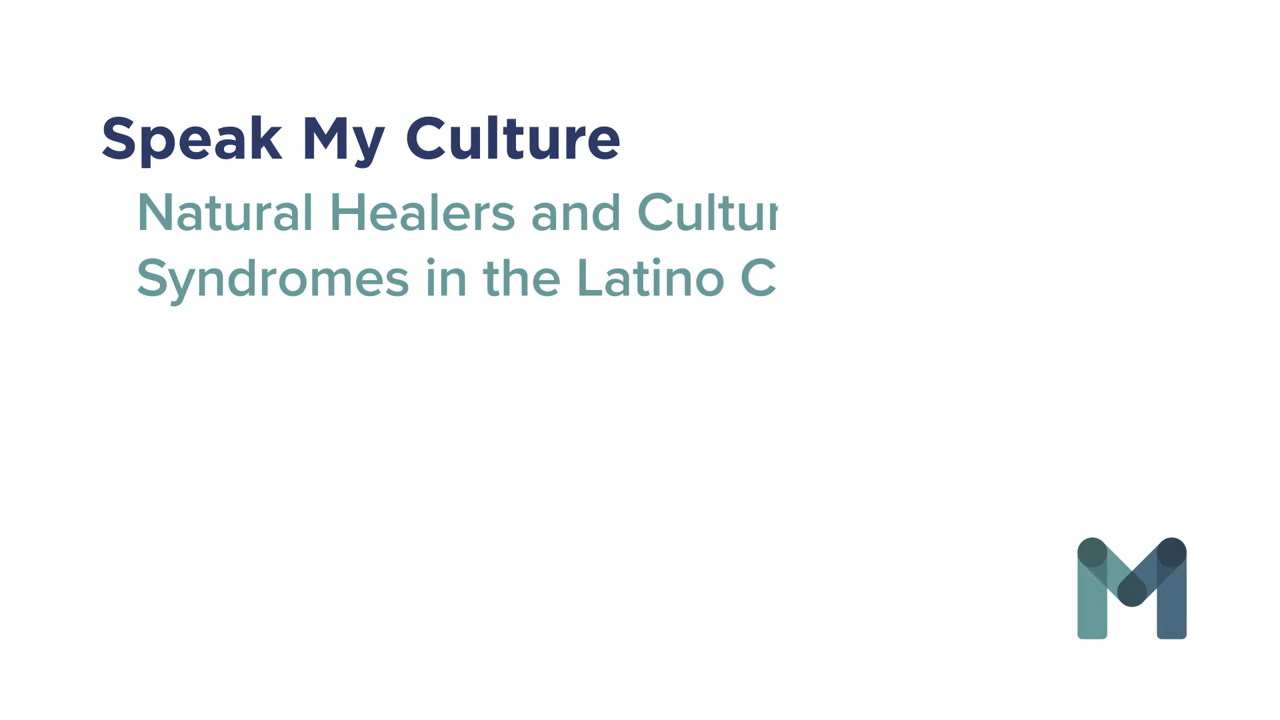 Speak My Culture
Natural Healers and Cultur
Syndromes in the Latino C